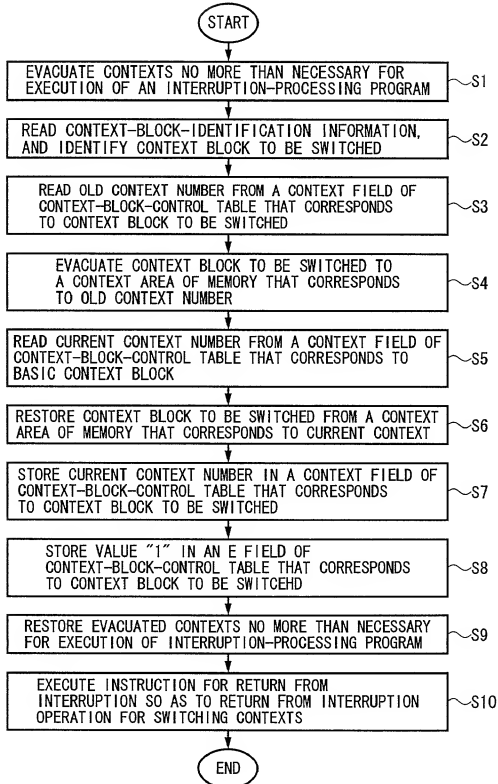 START
EVACUATE CONTEXTS NO MORE THAN NECESSARY FOR
EXECUTION OF AN INTERRUPTION-PROCESSING PROGRAM
S1
READ CONTEXT-BLOCK-IDENTIFICATION INFORMATION,
AND IDENTIFY CONTEXT BLOCK TO BE SWITCHED
S2
READ OLD CONTEXT NUMBER FROM A CONTEXT FIELD OF
CONTEXT-BLOCK-CONTROL TABLE THAT CORRESPONDS
TO CONTEXT BLOCK TO BE SWITCHED
S3
EVACUATE CONTEXT BLOCK TO BE SWITCHED TO
A CONTEXT AREA OF MEMORY THAT CORRESPONDS
TO OLD CONTEXT NUMBER
S4
READ CURRENT CONTEXT NUMBER FROM A CONTEXT FIELD OF
CONTEXT-BLOCK-CONTROL TABLE THAT CORRESPONDS TO
BASIC CONTEXT BLOCK
S5
RESTORE CONTEXT BLOCK TO BE SWITCHED FROM A CONTEXT
AREA OF MEMORY THAT CORRESPONDS TO CURRENT CONTEXT
S6
STORE CURRENT CONTEXT NUMBER IN A CONTEXT FIELD OF
CONTEXT-BLOCK-CONTROL TABLE THAT CORRESPONDS
TO CONTEXT BLOCK TO BE SWITCHED
S7
STORE VALUE "1" IN AN E FIELD OF
CONTEXT-BLOCK-CONTROL TABLE THAT CORRESPONDS
TO CONTEXT BLOCK TO BE SWITCEHD
S8
RESTORE EVACUATED CONTEXTS NO MORE THAN NECESSARY
FOR EXECUTION OF INTERRUPTION-PROCESSING PROGRAM
S9
EXECUTE INSTRUCTION FOR RETURN FROM
INTERRUPTION SO AS TO RETURN FROM INTERRUPTION
OPERATION FOR SWITCHING CONTEXTS
S10
END